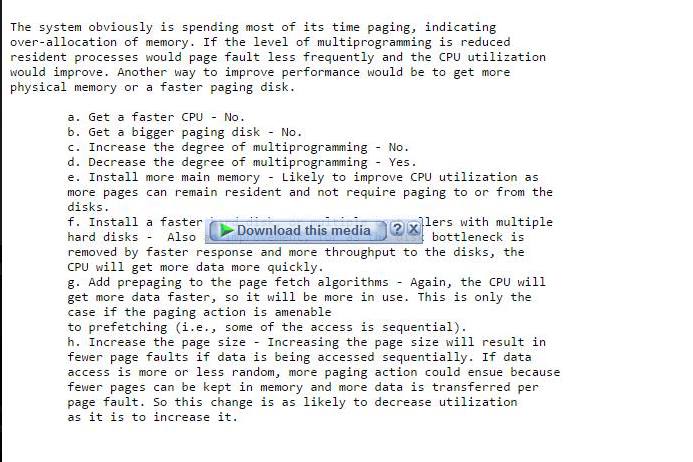 The system obviously is spending most of its time paging, indicating
over-allocation of memory. If the level of multiprogramming is reduced
resident processes would page fault less frequently and the CPU utilization
would improve. Another way to improve performance would be to get more
physical memory or a faster paging disk.
a. Get a faster CPU - No.
b. Get a bigger paging disk - No.
c. Increase the degree of multiprogramming - No.
d. Decrease the degree of multiprogramming - Yes.
e. Install more main memory - Likely to improve CPU utilization as
more pages can remain resident and not require paging to or from the
disks.
f. Install a faster Download this media ? X llers with multiple
hard disks - Also bottleneck is
removed by faster response and more throughput to the disks, the
CPU will get more data more quickly.
g. Add prepaging to the page fetch algorithms - Again, the CPU will
get more data faster, so it will be more in use. This is only the
case if the paging action is amenable
to prefetching (i.e., some of the access is sequential).
h. Increase the page size - Increasing the page size will result in
fewer page faults if data is being accessed sequentially. If data
access is more or less random, more paging action could ensue because
fewer pages can be kept in memory and more data is transferred per
page fault. So this change is as likely to decrease utilization
as it is to increase it.